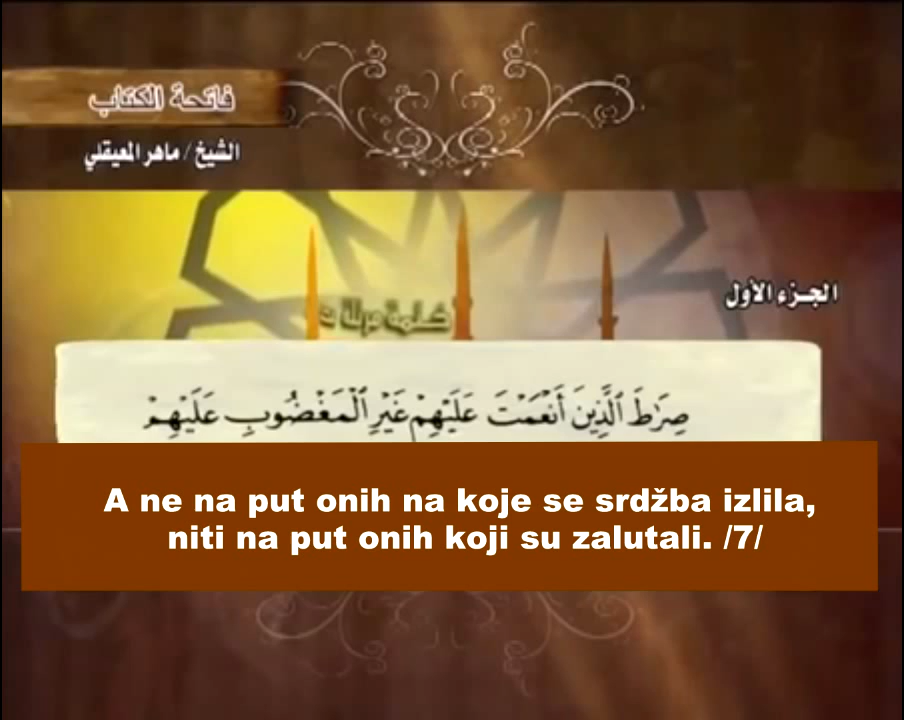 فاتحة الكتاب
الشيخ / ماهر المعيقلي
الجزء الأول
صِرَٰطَ ٱلَّذِينَ أَنْعَمْتَ عَلَيْهِمْ غَيْرِ ٱلْمَغْضُوبِ عَلَيْهِمْ
A ne na put onih na koje se srdžba izlila,
niti na put onih koji su zalutali. /7/